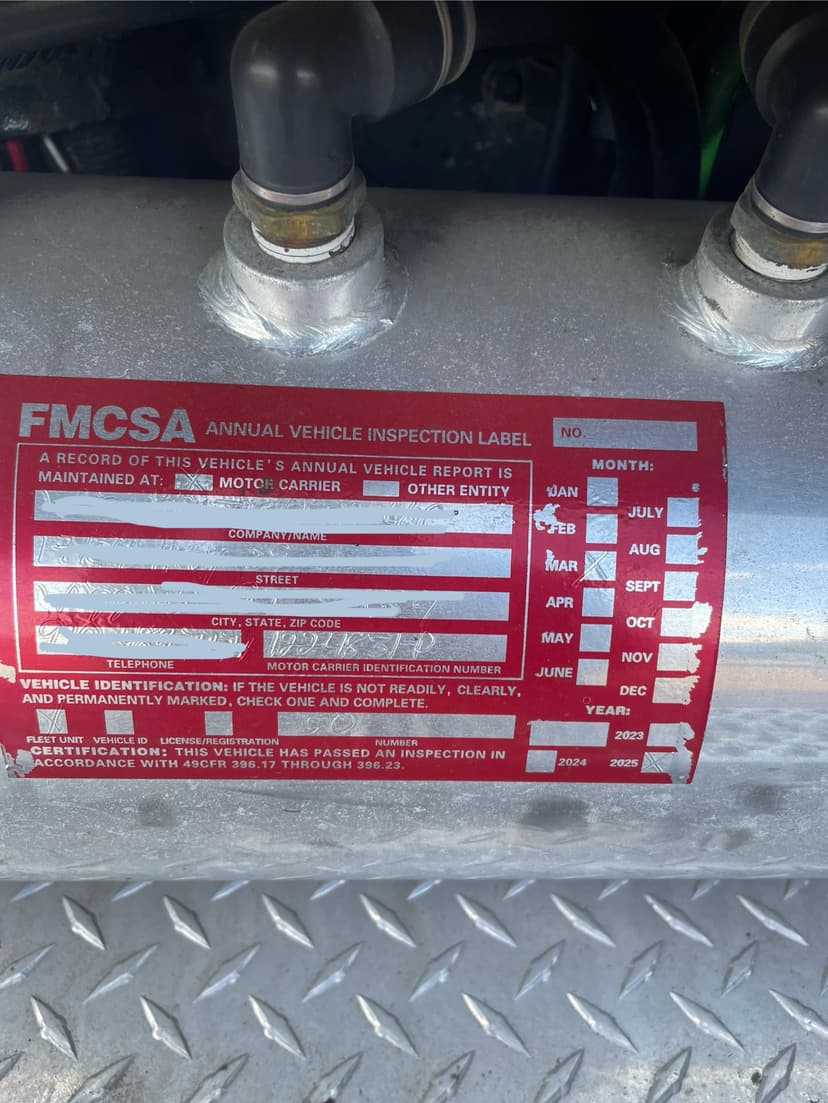 FMCSA ANNUAL VEHICLE INSPECTION LABEL
NO.
A RECORD OF THIS VEHICLE'S ANNUAL VEHICLE REPORT IS
MAINTAINED AT: X MOTOR CARRIER OTHER ENTITY
COMPANY/NAME
STREET
CITY, STATE, ZIP CODE
TELEPHONE MOTOR CARRIER IDENTIFICATION NUMBER
VEHICLE IDENTIFICATION: IF THE VEHICLE IS NOT READILY, CLEARLY,
AND PERMANENTLY MARKED, CHECK ONE AND COMPLETE.
X 50
FLEET UNIT VEHICLE ID LICENSE/REGISTRATION NUMBER
CERTIFICATION: THIS VEHICLE HAS PASSED AN INSPECTION IN
ACCORDANCE WITH 49CFR 396.17 THROUGH 396.23.
MONTH:
JAN
FEB
MAR X
APR
MAY
JUNE
JULY
AUG
SEPT
OCT
NOV
DEC
YEAR:
2023
2024
2025 X